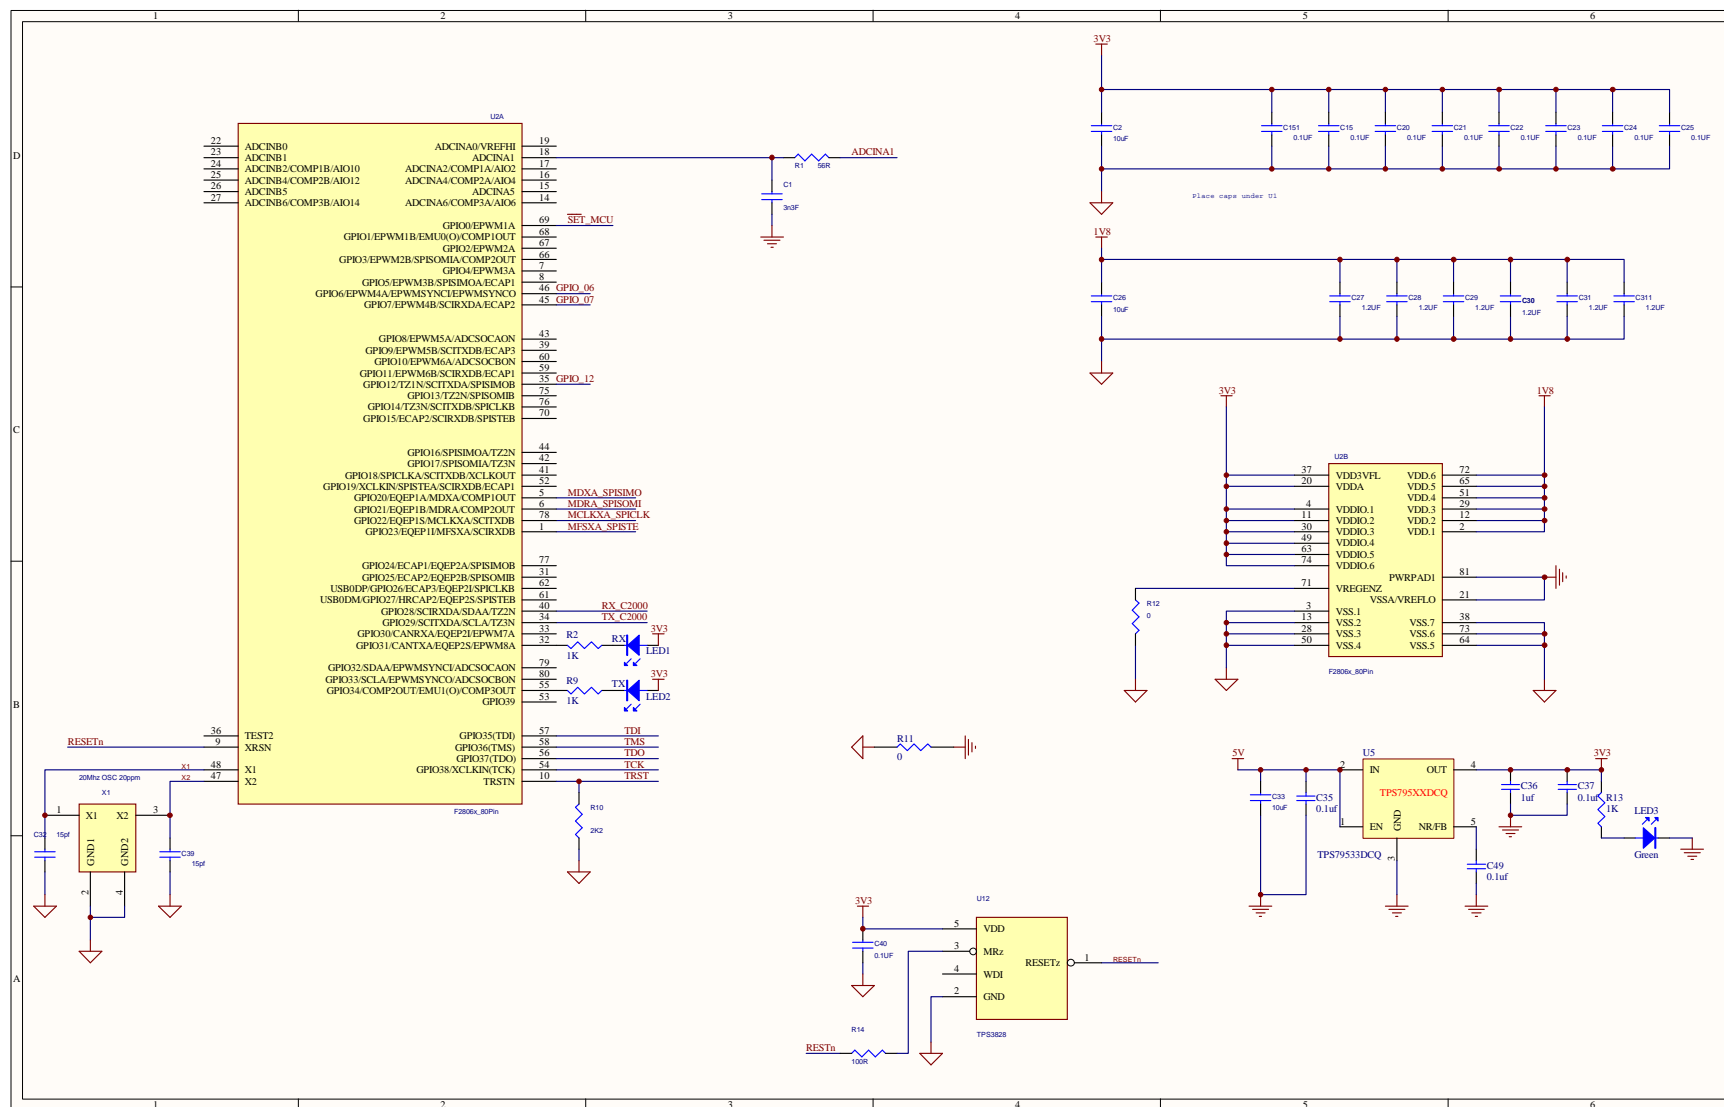 1 2 3 4 5 6
D
C
B
A
U2A
22 ADCINB0
23 ADCINB1
24 ADCINB2/COMP1B/AIO10
25 ADCINB4/COMP2B/AIO12
26 ADCINB5
27 ADCINB6/COMP3B/AIO14
ADCINA0/VREFHI 19
ADCINA1 18
ADCINA2/COMP1A/AIO2 17
ADCINA4/COMP2A/AIO4 16
ADCINA5 15
ADCINA6/COMP3A/AIO6 14
R1 56R ADCINA1
C1
3n3F
GPIO0/EPWM1A 69 SET_MCU
GPIO1/EPWM1B/EMU0(O)/COMP1OUT 68
GPIO2/EPWM2A 67
GPIO3/EPWM2B/SPISOMIA/COMP2OUT 66
GPIO4/EPWM3A 7
GPIO5/EPWM3B/SPISIMOA/ECAP1 8
GPIO6/EPWM4A/EPWMSYNCI/EPWMSYNCO 46 GPIO_06
GPIO7/EPWM4B/SCIRXDA/ECAP2 45 GPIO_07
GPIO8/EPWM5A/ADCSOCAON 43
GPIO9/EPWM5B/SCITXDB/ECAP3 39
GPIO10/EPWM6A/ADCSOCBON 60
GPIO11/EPWM6B/SCIRXDB/ECAP1 59
GPIO12/TZ1N/SCITXDA/SPISIMOB 35 GPIO_12
GPIO13/TZ2N/SPISOMIB 75
GPIO14/TZ3N/SCITXDB/SPICLKB 76
GPIO15/ECAP2/SCIRXDB/SPISTEB 70
GPIO16/SPISIMOA/TZ2N 44
GPIO17/SPISOMIA/TZ3N 42
GPIO18/SPICLKA/SCITXDB/XCLKOUT 41
GPIO19/XCLKIN/SPISTEA/SCIRXDB/ECAP1 52
GPIO20/EQEP1A/MDXA/COMP1OUT 5 MDXA_SPISIMO
GPIO21/EQEP1B/MDRA/COMP2OUT 6 MDRA_SPISOMI
GPIO22/EQEP1S/MCLKXA/SCITXDB 78 MCLKXA_SPICLK
GPIO23/EQEP1I/MFSXA/SCIRXDB 1 MFSXA_SPISTE
GPIO24/ECAP1/EQEP2A/SPISIMOB 77
GPIO25/ECAP2/EQEP2B/SPISOMIB 31
USB0DP/GPIO26/ECAP3/EQEP2I/SPICLKB 62
USB0DM/GPIO27/HRCAP2/EQEP2S/SPISTEB 61
GPIO28/SCIRXDA/SDAA/TZ2N 40 RX_C2000
GPIO29/SCITXDA/SCLA/TZ3N 34 TX_C2000
GPIO30/CANRXA/EQEP2I/EPWM7A 33
GPIO31/CANTXA/EQEP2S/EPWM8A 32 R2 1K RX LED1 3V3
GPIO32/SDAA/EPWMSYNCI/ADCSOCAON 79
GPIO33/SCLA/EPWMSYNCO/ADCSOCBON 80
GPIO34/COMP2OUT/EMU1(O)/COMP3OUT 55 R9 1K TX LED2 3V3
GPIO39 53
GPIO35(TDI) 57 TDI
GPIO36(TMS) 58 TMS
GPIO37(TDO) 56 TDO
GPIO38/XCLKIN(TCK) 54 TCK
TRSTN 10 TRST
36 TEST2
RESETn 9 XRSN
X1 48 X1
X2 47 X2
F2806x_80Pin
R10
2K2
20Mhz OSC 20ppm
X1
1 X1 X2 3
GND1 GND2
2 4
C32 15pf
C39
15pf
3V3
C2
10uF
C151
0.1UF
C15
0.1UF
C20
0.1UF
C21
0.1UF
C22
0.1UF
C23
0.1UF
C24
0.1UF
C25
0.1UF
Place caps under U1
1V8
C26
10uF
C27
1.2UF
C28
1.2UF
C29
1.2UF
C30
1.2UF
C31
1.2UF
C311
1.2UF
3V3 1V8
U2B
37 VDD3VFL VDD.6 72
20 VDDA VDD.5 65
VDD.4 51
4 VDDIO.1 VDD.3 29
11 VDDIO.2 VDD.2 12
30 VDDIO.3 VDD.1 2
49 VDDIO.4
63 VDDIO.5
74 VDDIO.6
PWRPAD1 81
71 VREGENZ
VSSA/VREFLO 21
3 VSS.1
13 VSS.2 VSS.7 38
28 VSS.3 VSS.6 73
50 VSS.4 VSS.5 64
F2806x_80Pin
R12
0
R11
0
5V U5 3V3
2 IN OUT 4
TPS795XXDCQ
1 EN GND NR/FB 5
3
TPS79533DCQ
C33
10uF
C35
0.1uf
C36
1uf
C37
0.1uf
R13
1K
LED3
Green
C49
0.1uf
3V3
C40
0.1UF
U12
5 VDD
3 MRz
RESETz 1 RESETn
4 WDI
2 GND
TPS3828
R14
RESTn
100R
1 2 3 4 5 6